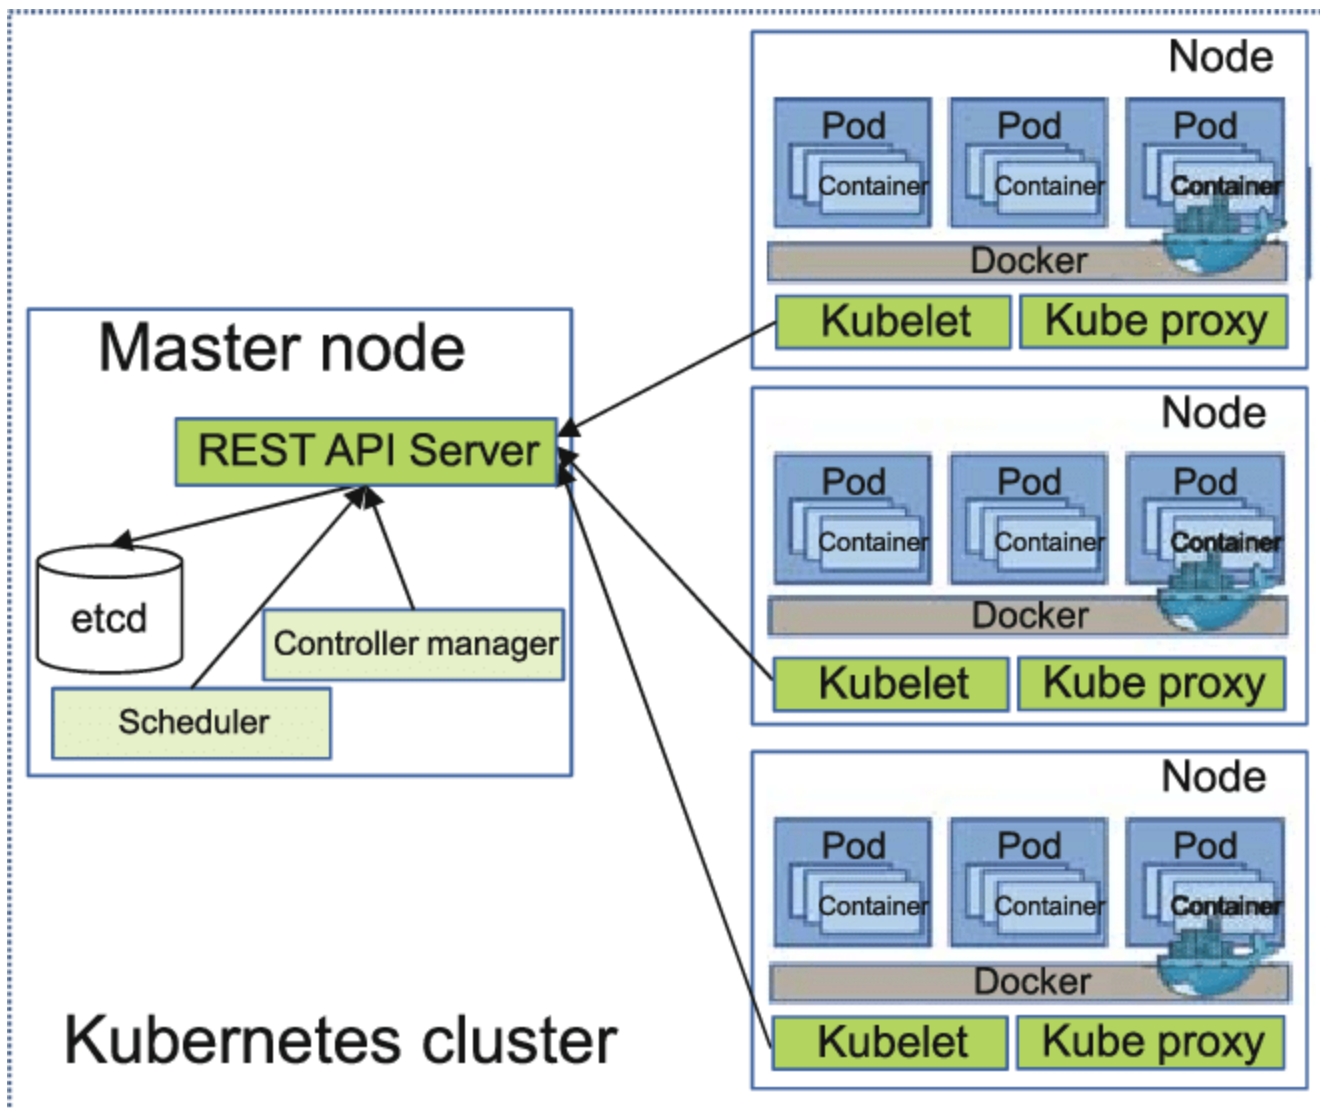 Master node
REST API Server
etcd
Controller manager
Scheduler
Kubernetes cluster
Node
Pod Pod Pod
Container Container Container
Docker
Kubelet Kube proxy
Node
Pod Pod Pod
Container Container Container
Docker
Kubelet Kube proxy
Node
Pod Pod Pod
Container Container Container
Docker
Kubelet Kube proxy